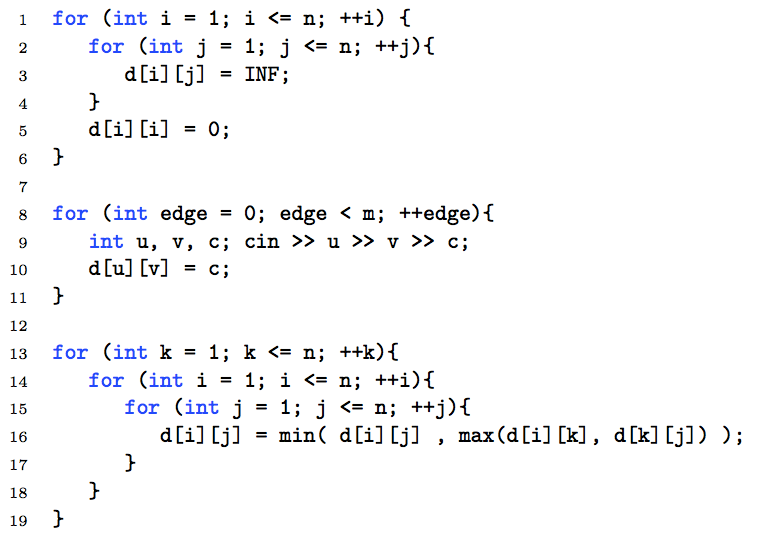 1 for (int i = 1; i <= n; ++i) {
2 for (int j = 1; j <= n; ++j){
3 d[i][j] = INF;
4 }
5 d[i][i] = 0;
6 }
7
8 for (int edge = 0; edge < m; ++edge){
9 int u, v, c; cin >> u >> v >> c;
10 d[u][v] = c;
11 }
12
13 for (int k = 1; k <= n; ++k){
14 for (int i = 1; i <= n; ++i){
15 for (int j = 1; j <= n; ++j){
16 d[i][j] = min( d[i][j] , max(d[i][k], d[k][j]) );
17 }
18 }
19 }